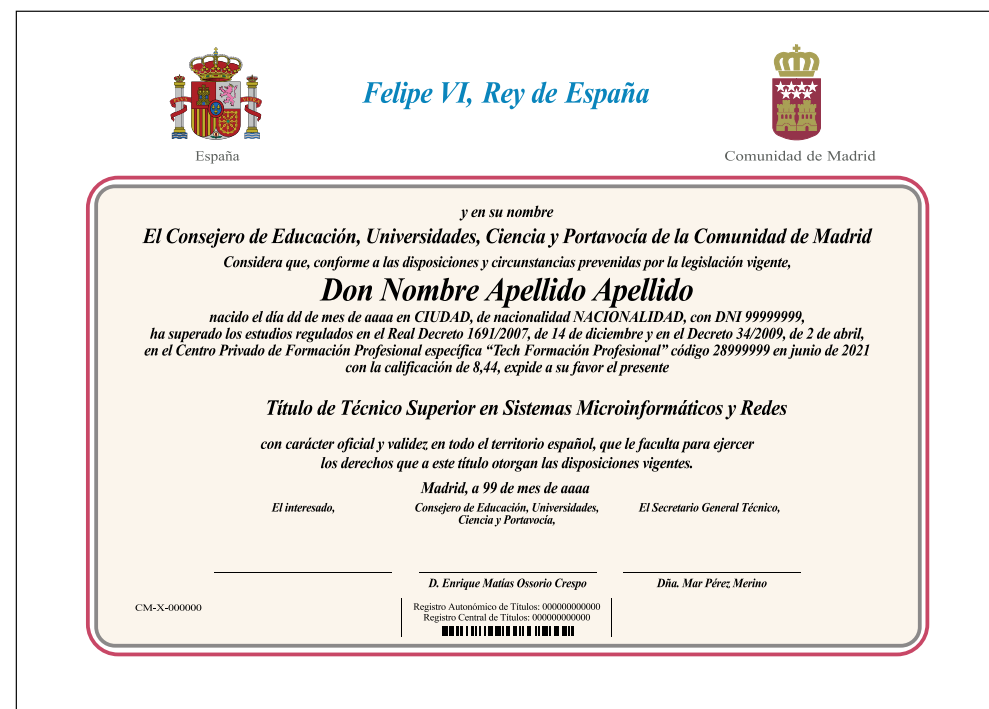 Felipe VI, Rey de España
España
Comunidad de Madrid
y en su nombre
El Consejero de Educación, Universidades, Ciencia y Portavocía de la Comunidad de Madrid
Considera que, conforme a las disposiciones y circunstancias prevenidas por la legislación vigente,
Don Nombre Apellido Apellido
nacido el día dd de mes de aaaa en CIUDAD, de nacionalidad NACIONALIDAD, con DNI 99999999,
ha superado los estudios regulados en el Real Decreto 1691/2007, de 14 de diciembre y en el Decreto 34/2009, de 2 de abril,
en el Centro Privado de Formación Profesional específica “Tech Formación Profesional” código 28999999 en junio de 2021
con la calificación de 8,44, expide a su favor el presente
Título de Técnico Superior en Sistemas Microinformáticos y Redes
con carácter oficial y validez en todo el territorio español, que le faculta para ejercer
los derechos que a este título otorgan las disposiciones vigentes.
Madrid, a 99 de mes de aaaa
El interesado,
Consejero de Educación, Universidades,
Ciencia y Portavocía,
El Secretario General Técnico,
D. Enrique Matías Ossorio Crespo
Dña. Mar Pérez Merino
CM-X-000000
Registro Autonómico de Títulos: 000000000000
Registro Central de Títulos: 000000000000